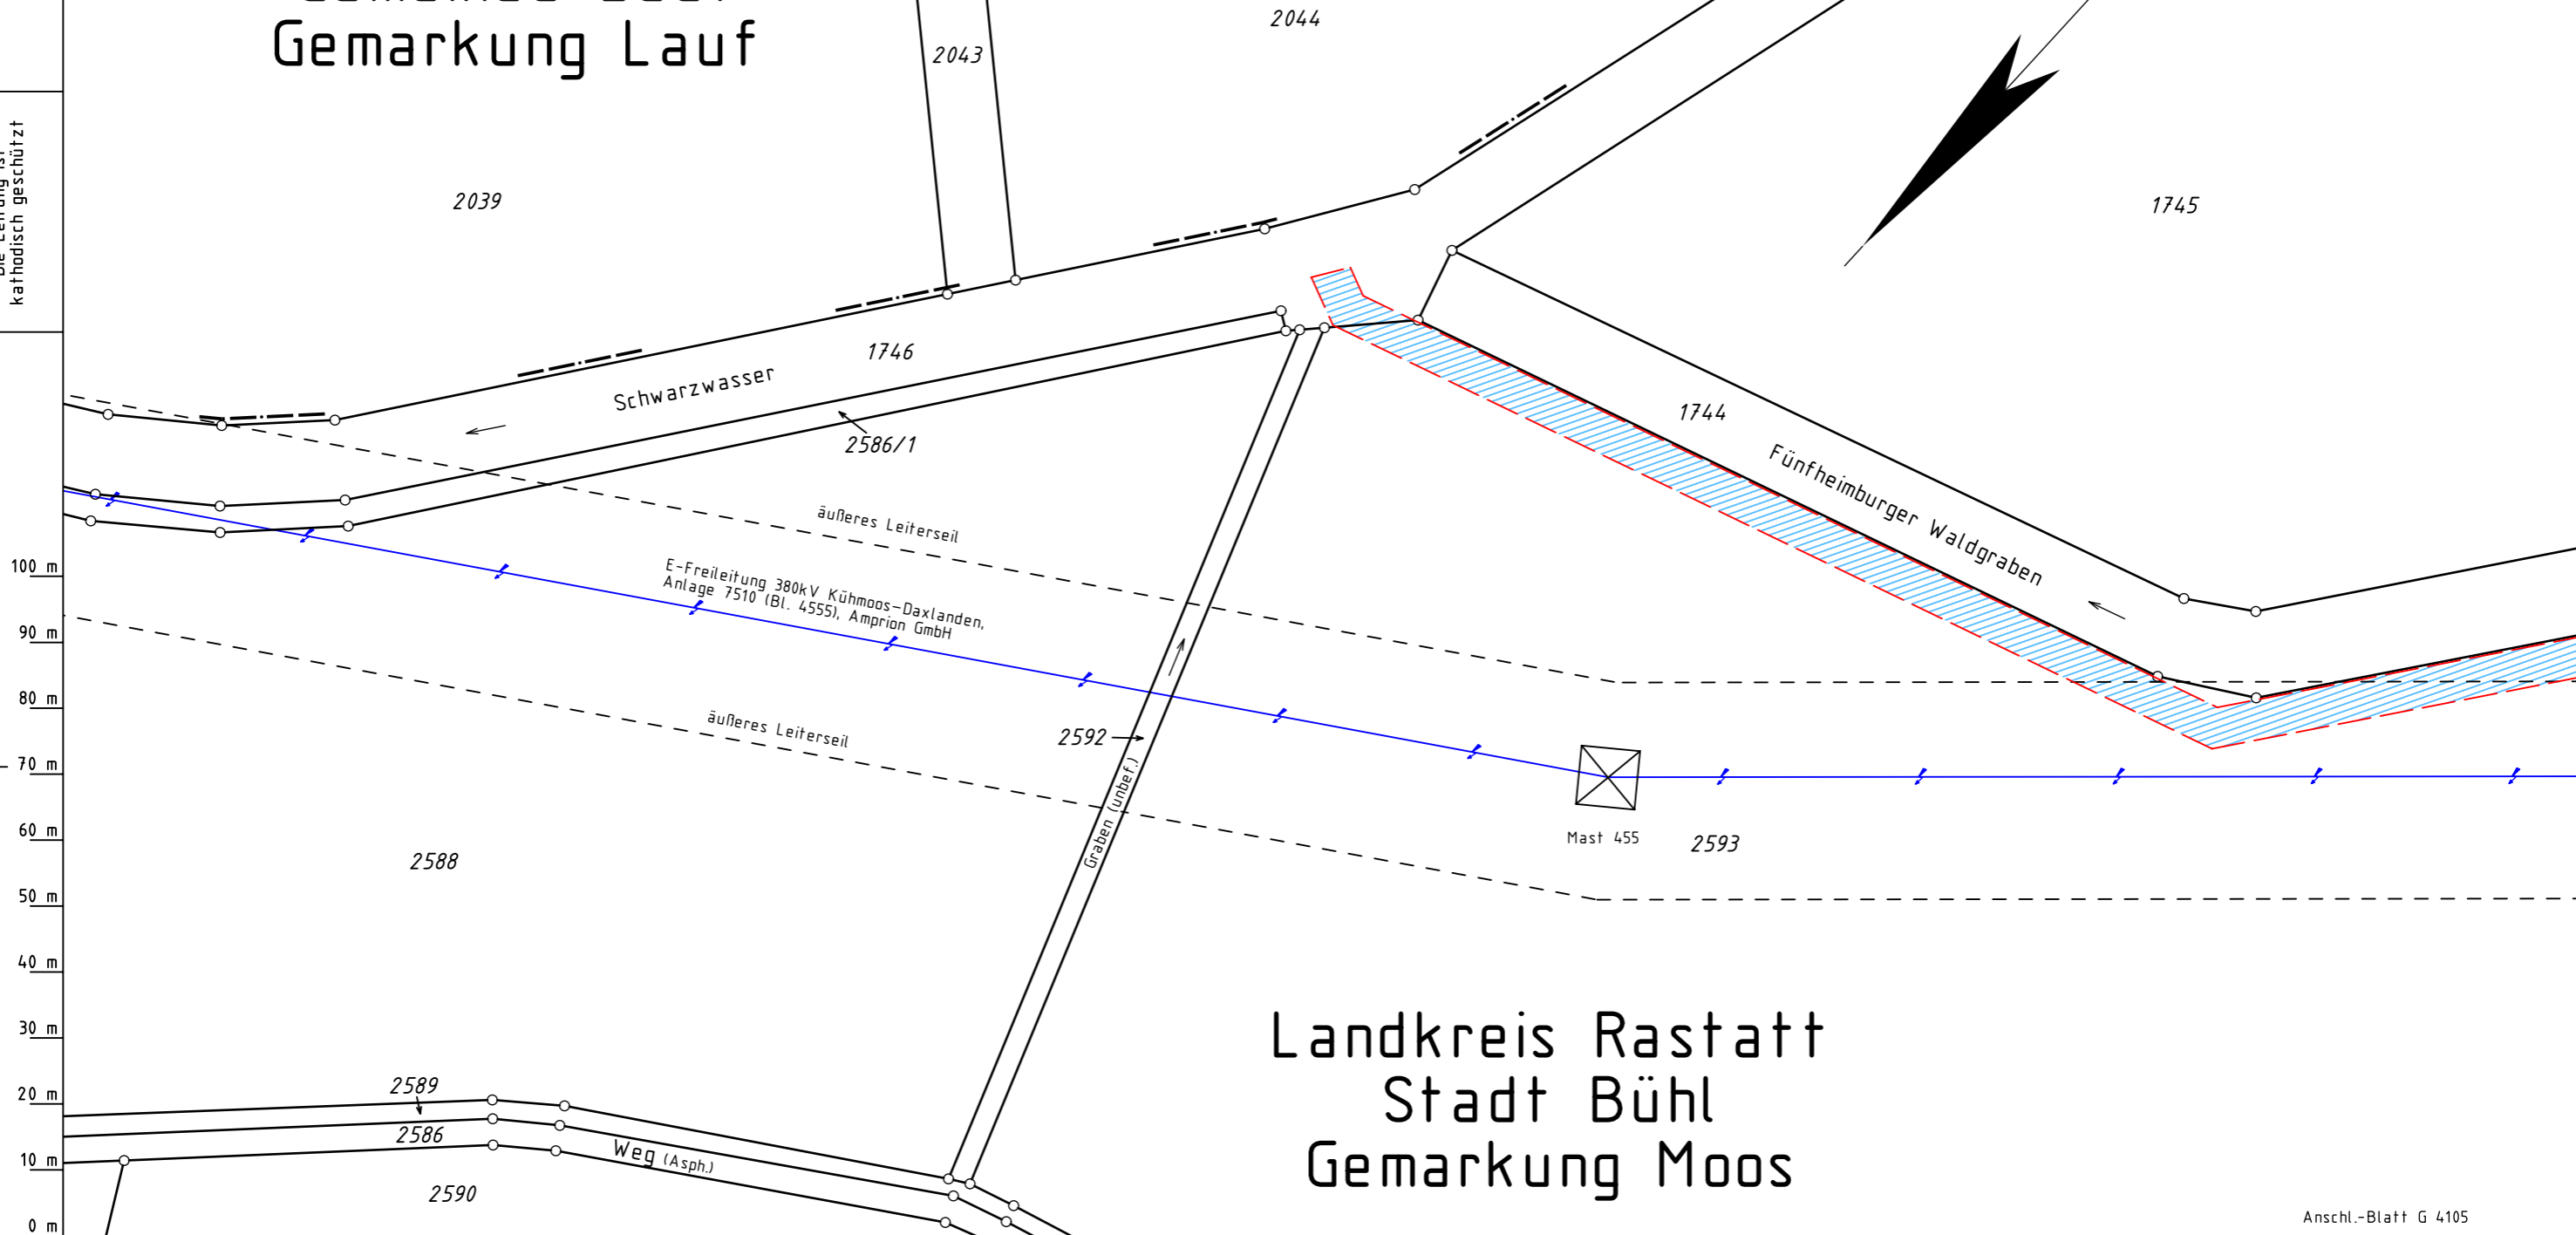 Gemarkung Lauf
2043
2044
kathodisch geschützt
2039
1745
1746
Schwarzwasser
2586/1
1744
Fünfheimburger Waldgraben
äußeres Leiterseil
E-Freileitung 380kV Kühmoos-Daxlanden,
Anlage 7510 (Bl. 4555), Amprion GmbH
äußeres Leiterseil
2592
Graben (unbef.)
Mast 455
2593
2588
100 m
90 m
80 m
70 m
60 m
50 m
40 m
30 m
20 m
10 m
0 m
Landkreis Rastatt
Stadt Bühl
Gemarkung Moos
2589
2586
Weg (Asph.)
2590
Anschl.-Blatt G 4105